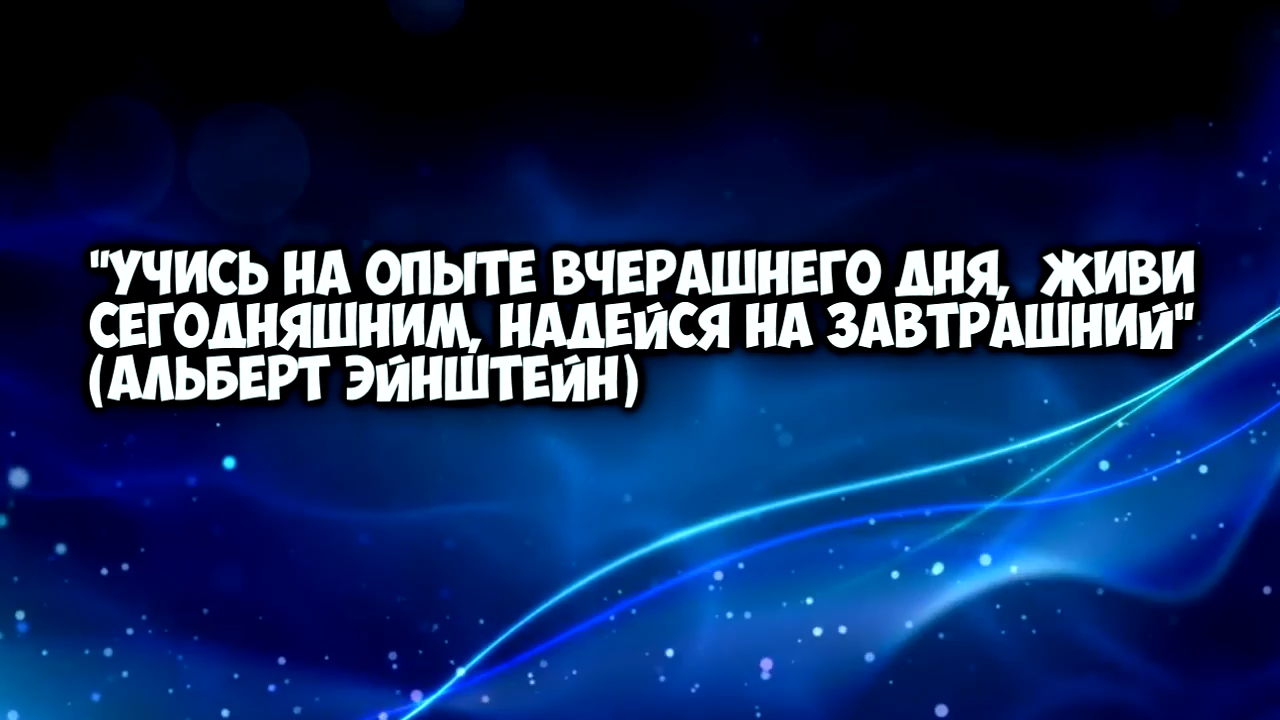 "УЧИСЬ НА ОПЫТЕ ВЧЕРАШНЕГО ДНЯ,  ЖИВИ
СЕГОДНЯШНИМ, НАДЕЙСЯ НА ЗАВТРАШНИЙ"
(АЛЬБЕРТ ЭЙНШТЕЙН)